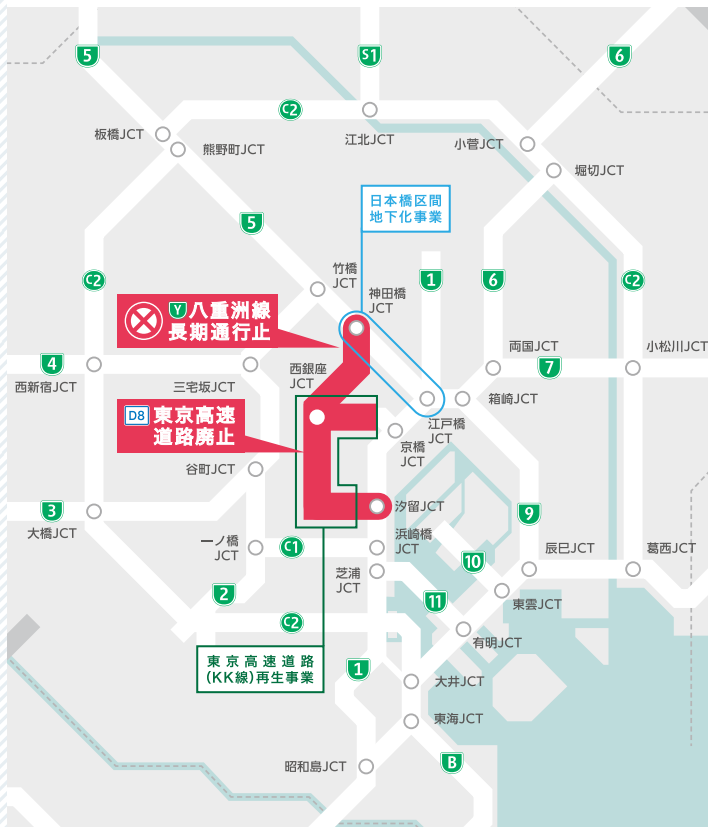 5
S1
6
C2
板橋JCT
熊野町JCT
江北JCT
小菅JCT
堀切JCT
日本橋区間
地下化事業
5
C2
竹橋
JCT
神田橋
JCT
1
6
C2
Y 八重洲線
長期通行止
4
西新宿JCT
三宅坂JCT
西銀座
JCT
両国JCT
7
小松川JCT
箱崎JCT
D8 東京高速
道路廃止
江戸橋
JCT
京橋
JCT
谷町JCT
3
大橋JCT
汐留JCT
9
一ノ橋
JCT
C1
浜崎橋
JCT
辰巳JCT
葛西JCT
芝浦
JCT
10
2
11
東雲JCT
C2
有明JCT
東京高速道路
(KK線)再生事業
1
大井JCT
東海JCT
昭和島JCT
B